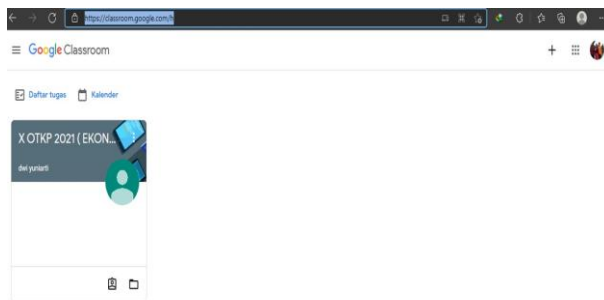 https://classroom.google.com/h
Google Classroom
Daftar tugas Kalender
X OTKP 2021 ( EKON...
dwi yuniarti